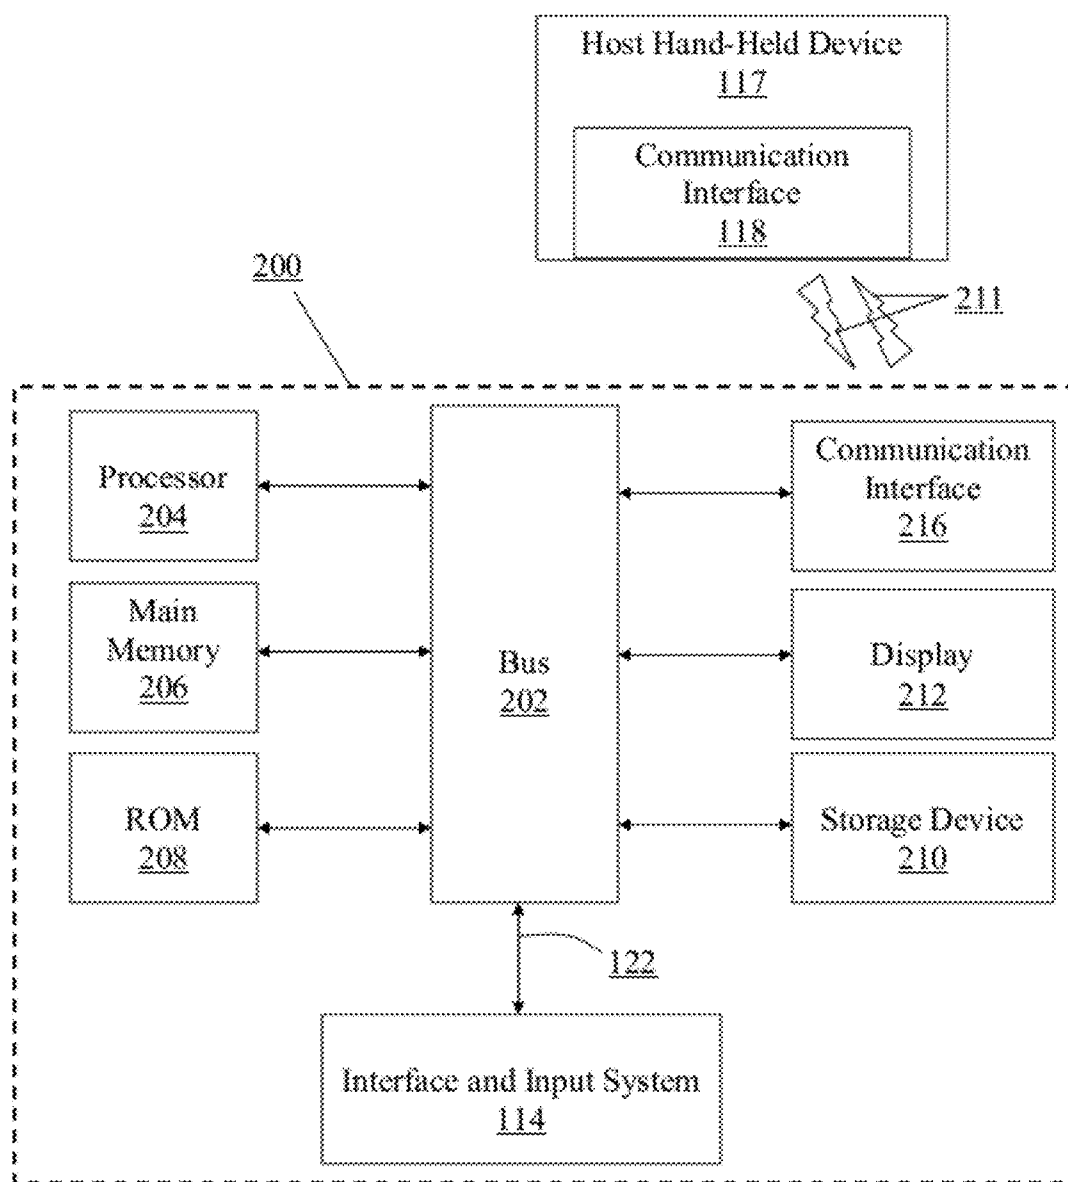 Host Hand-Held Device
117
Communication
Interface
118
200
211
Processor
204
Main
Memory
206
ROM
208
Bus
202
Communication
Interface
216
Display
212
Storage Device
210
122
Interface and Input System
114